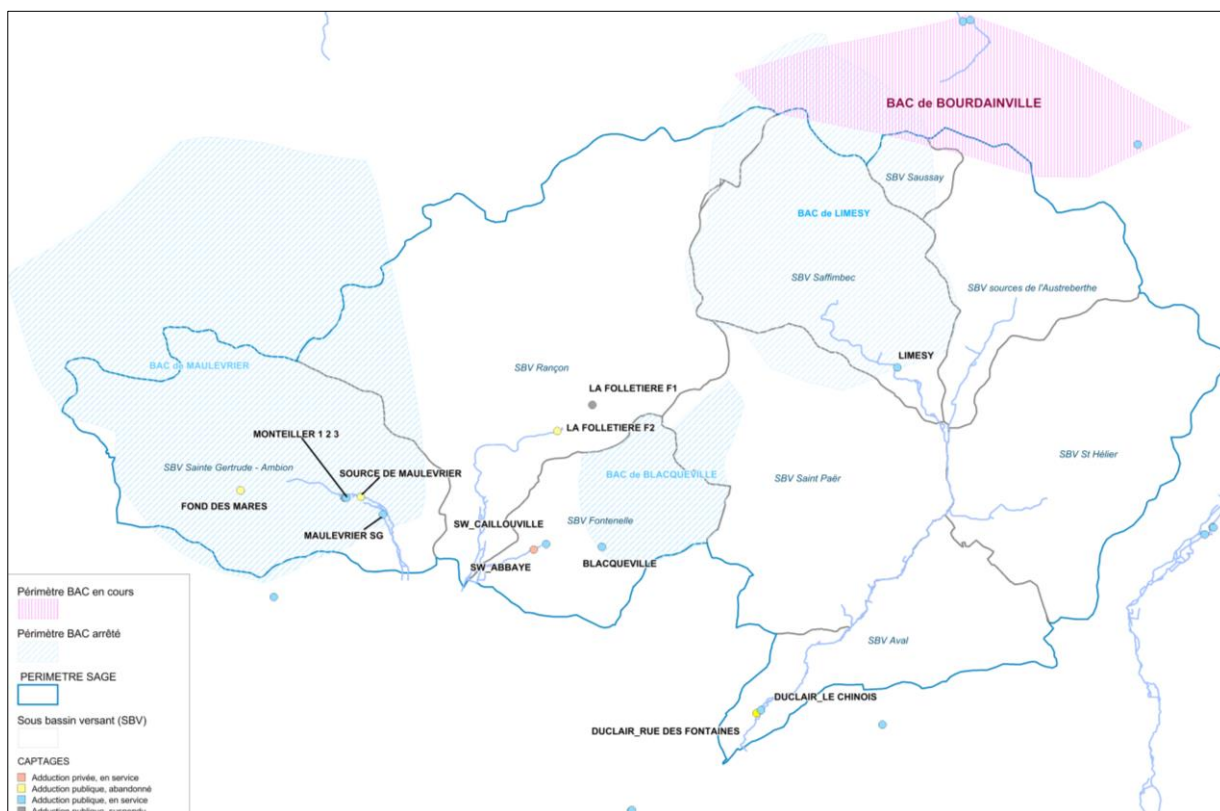 BAC de BOURDAINVILLE
SBV Saussay
BAC de LIMESY
SBV Saffimbec
SBV sources de l'Austreberthe
BAC de MAULEVRIER
SBV Rançon
LIMESY
LA FOLLETIERE F1
LA FOLLETIERE F2
MONTEILLER 1 2 3
SBV Sainte Gertrude - Ambion
SOURCE DE MAULEVRIER
BAC de BLACQUEVILLE
SBV Saint Paër
SBV St Hélier
FOND DES MARES
SW_CAILLOUVILLE
SBV Fontenelle
MAULEVRIER SG
SW_ABBAYE
BLACQUEVILLE
SBV Aval
DUCLAIR_LE CHINOIS
DUCLAIR_RUE DES FONTAINES
Périmètre BAC en cours
Périmètre BAC arrêté
PERIMETRE SAGE
Sous bassin versant (SBV)
CAPTAGES
Adduction privée, en service
Adduction publique, abandonné
Adduction publique, en service
Adduction publique, suspendu